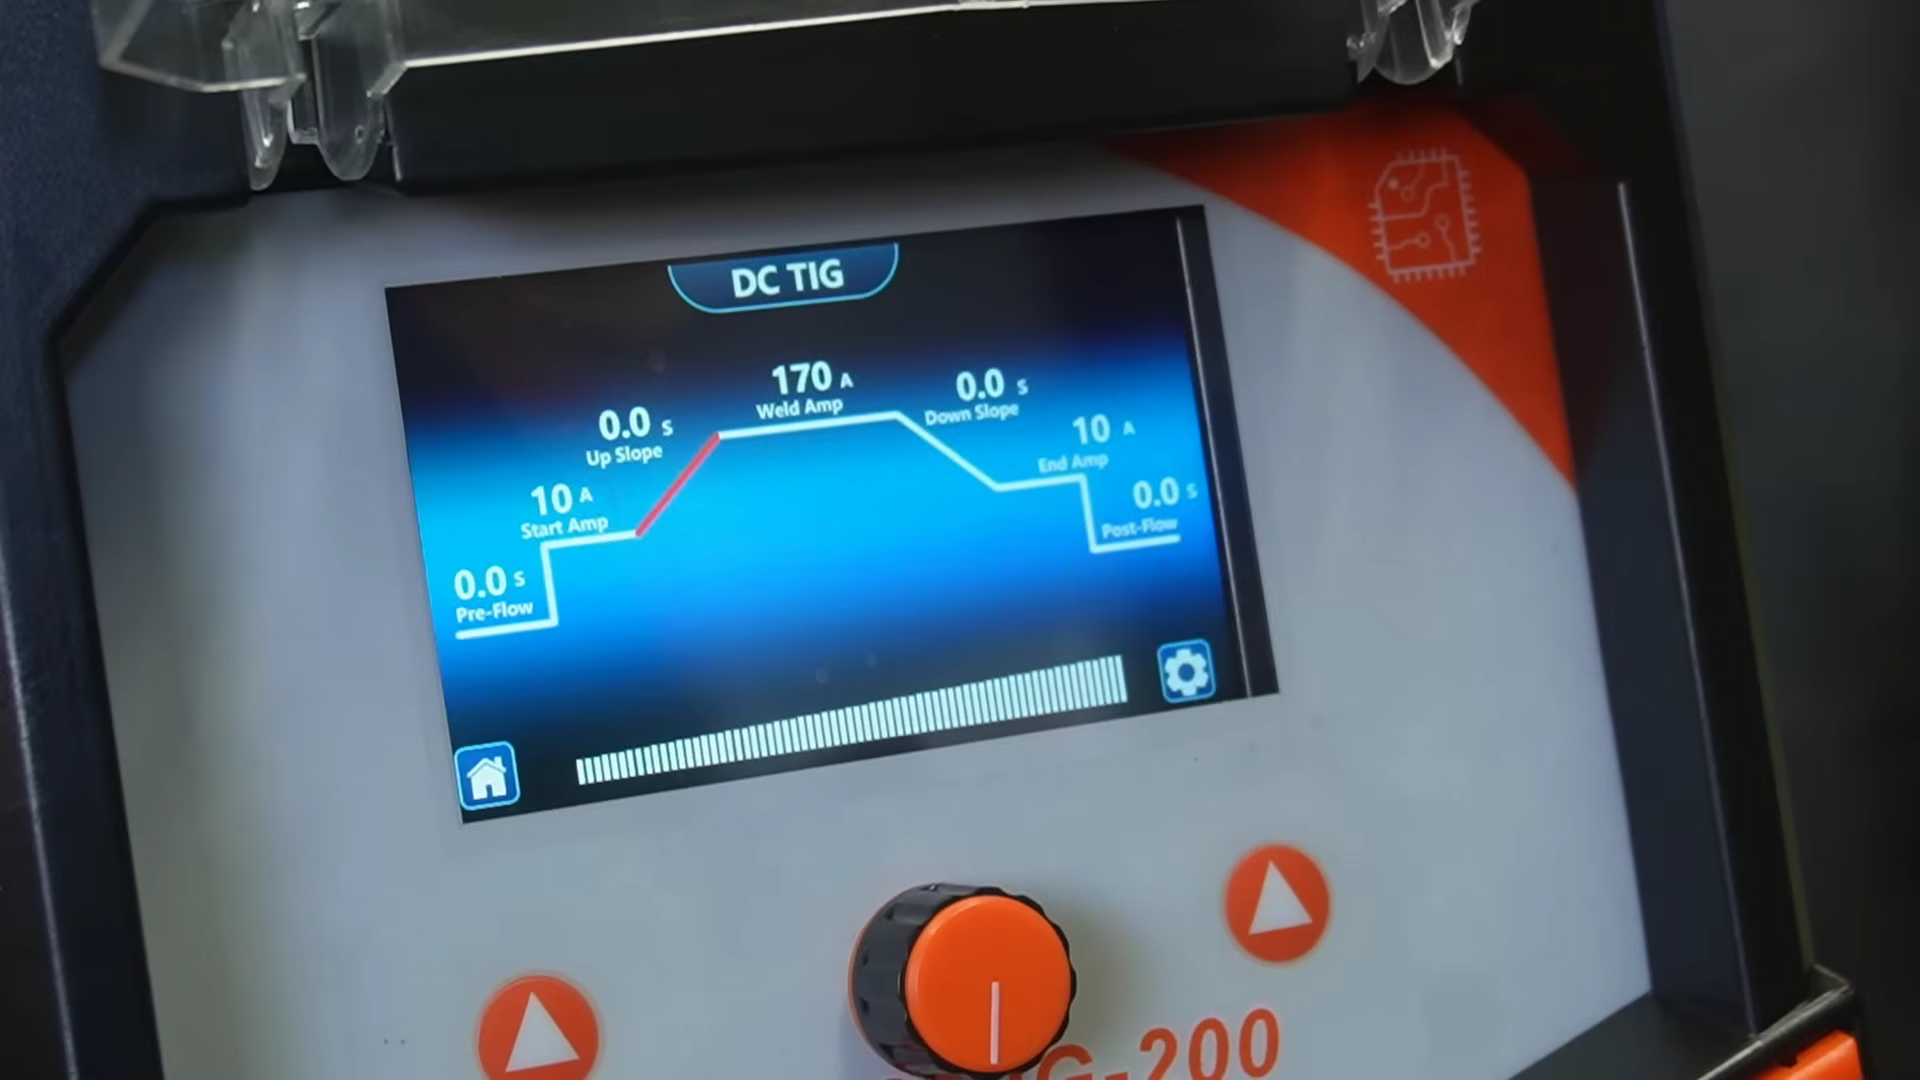 DC TIG
170 A
Weld Amp
0.0 s
Down Slope
0.0 s
Up Slope
10 A
End Amp
10 A
Start Amp
0.0 s
Post-Flow
0.0 s
Pre-Flow
G-200